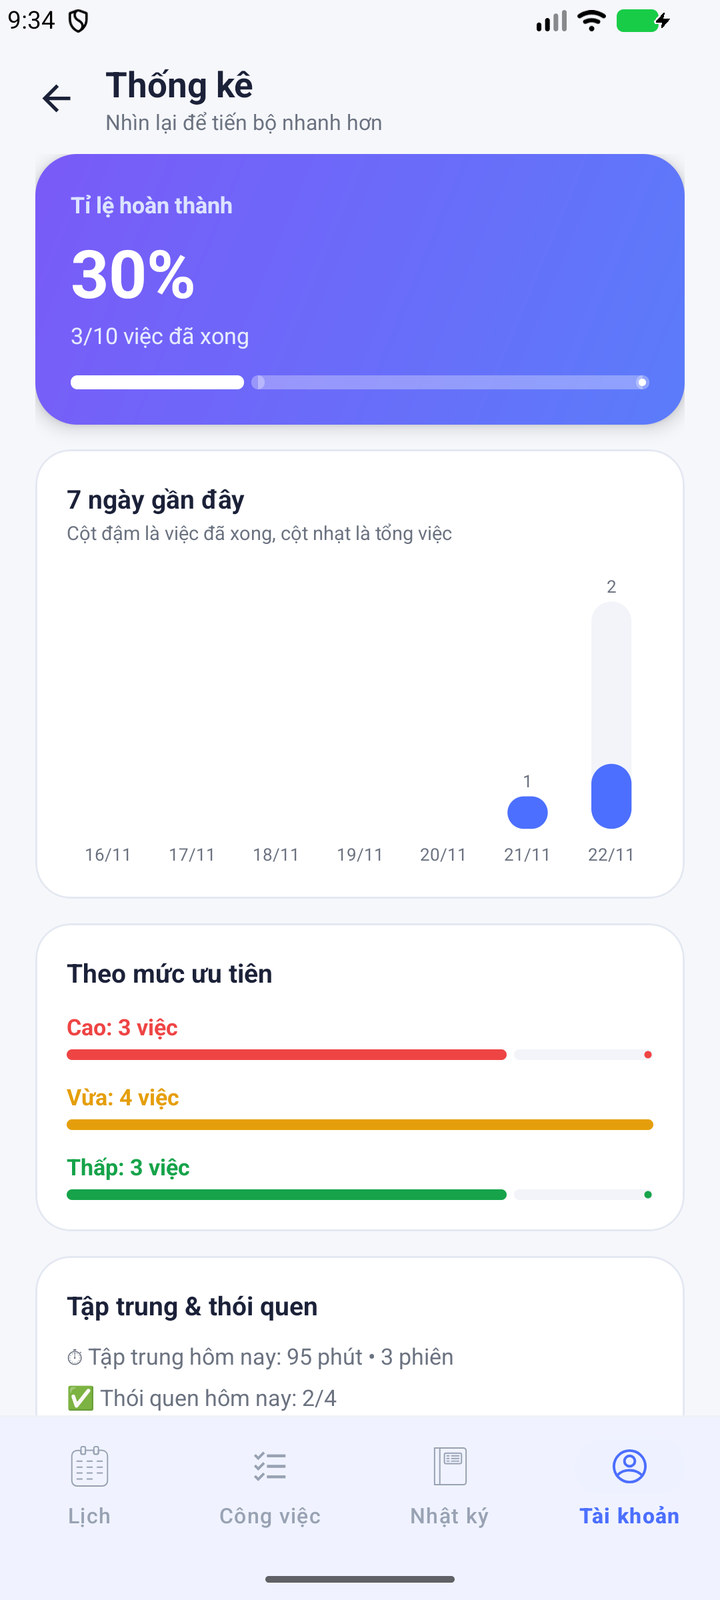 9:34
Thống kê
Nhìn lại để tiến bộ nhanh hơn
Tỉ lệ hoàn thành
30%
3/10 việc đã xong
7 ngày gần đây
Cột đậm là việc đã xong, cột nhạt là tổng việc
2
1
16/11 17/11 18/11 19/11 20/11 21/11 22/11
Theo mức ưu tiên
Cao: 3 việc
Vừa: 4 việc
Thấp: 3 việc
Tập trung & thói quen
⏱ Tập trung hôm nay: 95 phút • 3 phiên
✅ Thói quen hôm nay: 2/4
Lịch Công việc Nhật ký Tài khoản